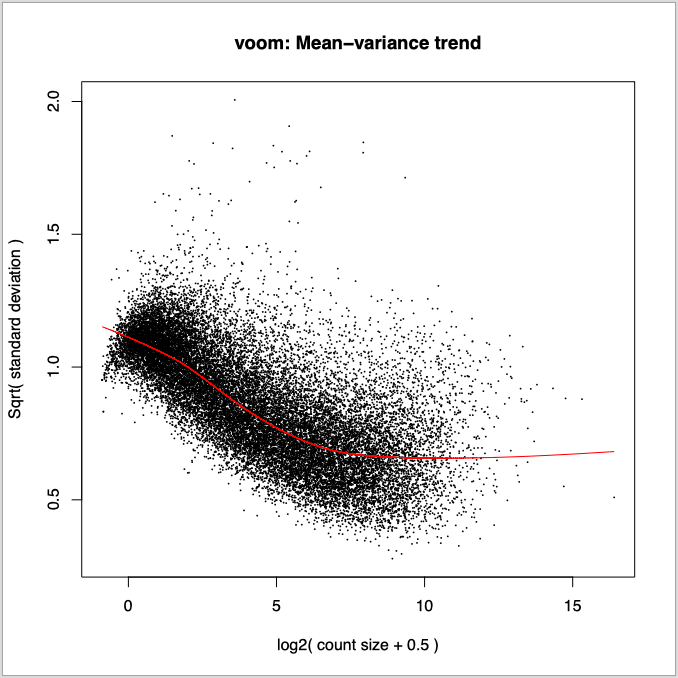 voom: Mean−variance trend
2.0
1.5
1.0
0.5
Sqrt( standard deviation )
0 5 10 15
log2( count size + 0.5 )